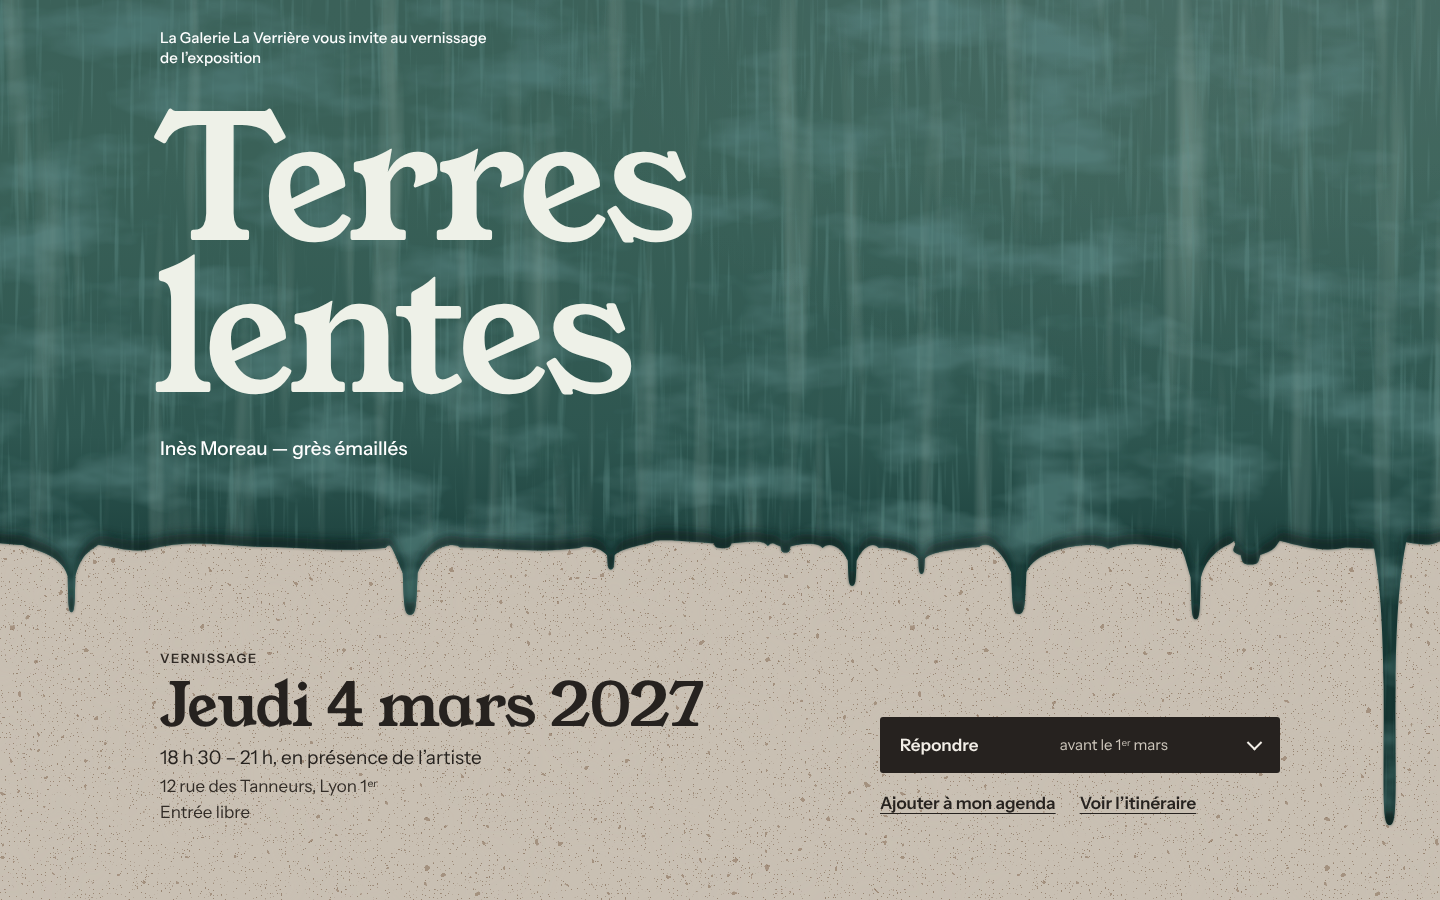 La Galerie La Verrière vous invite au vernissage
de l’exposition
Terres
lentes
Inès Moreau — grès émaillés
VERNISSAGE
Jeudi 4 mars 2027
18 h 30 – 21 h, en présence de l’artiste
12 rue des Tanneurs, Lyon 1er
Entrée libre
Répondre avant le 1er mars
Ajouter à mon agenda Voir l’itinéraire